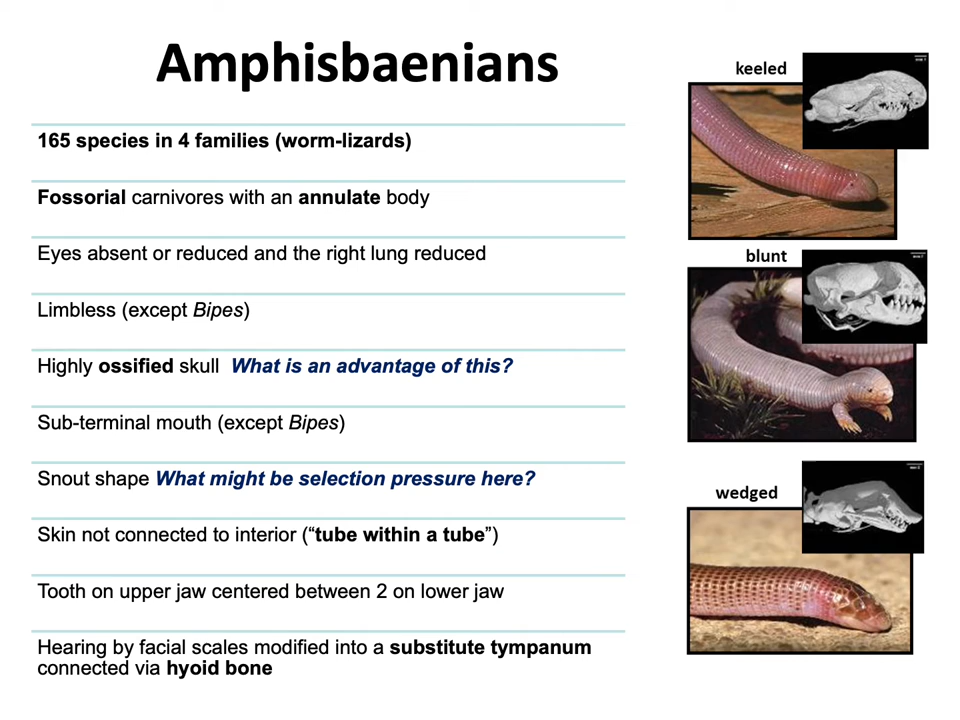 Amphisbaenians
165 species in 4 families (worm-lizards)
Fossorial carnivores with an annulate body
Eyes absent or reduced and the right lung reduced
Limbless (except Bipes)
Highly ossified skull  What is an advantage of this?
Sub-terminal mouth (except Bipes)
Snout shape What might be selection pressure here?
Skin not connected to interior (“tube within a tube”)
Tooth on upper jaw centered between 2 on lower jaw
Hearing by facial scales modified into a substitute tympanum
connected via hyoid bone
keeled
blunt
wedged